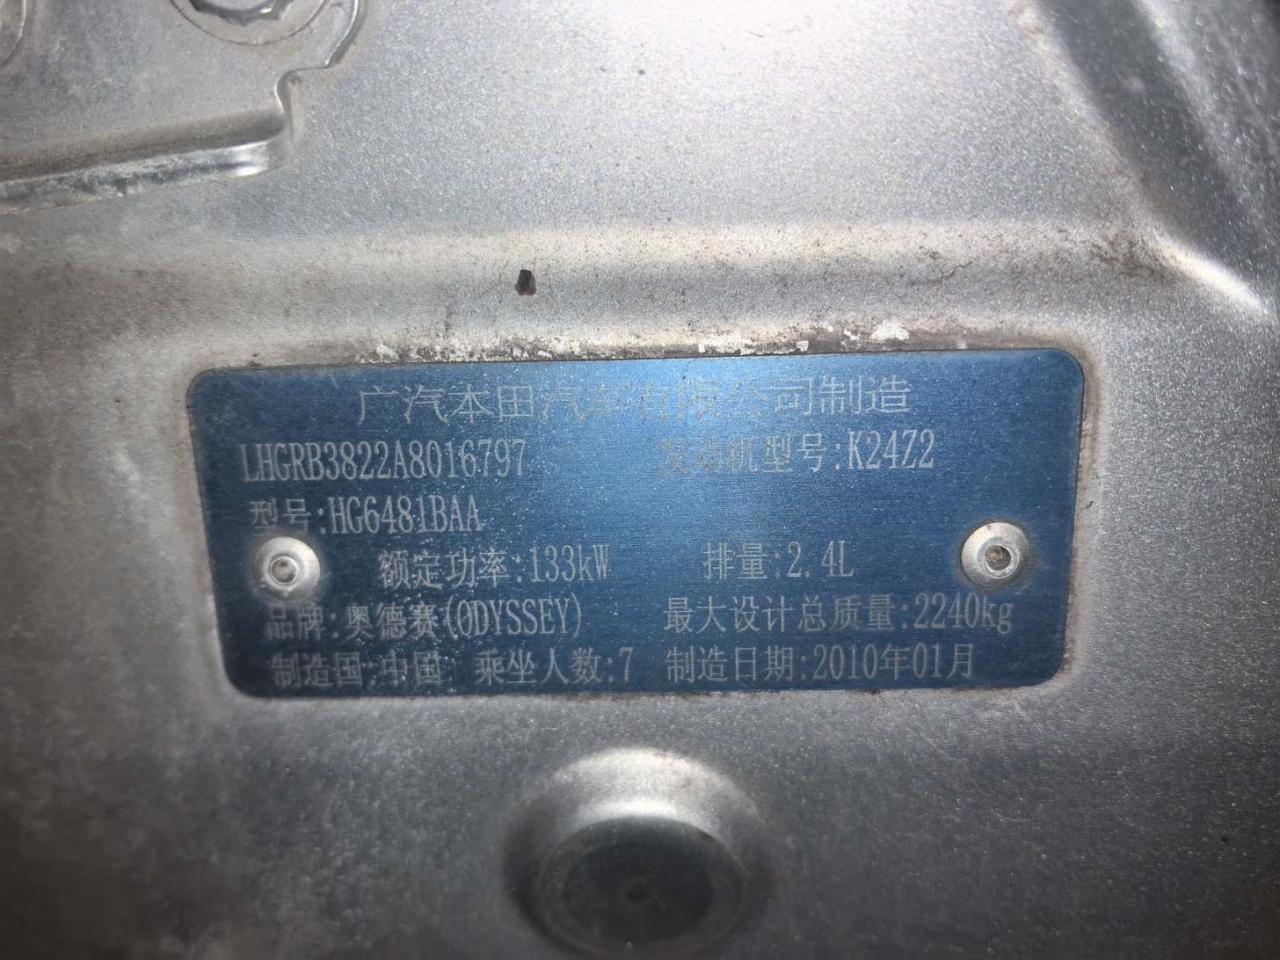 广汽本田汽车有限公司制造
LHGRB3822A8016797 发动机型号:K24Z2
型号:HG6481BAA
额定功率:133kW 排量:2.4L
品牌:奥德赛(ODYSSEY) 最大设计总质量:2240kg
制造国:中国 乘坐人数:7 制造日期:2010年01月